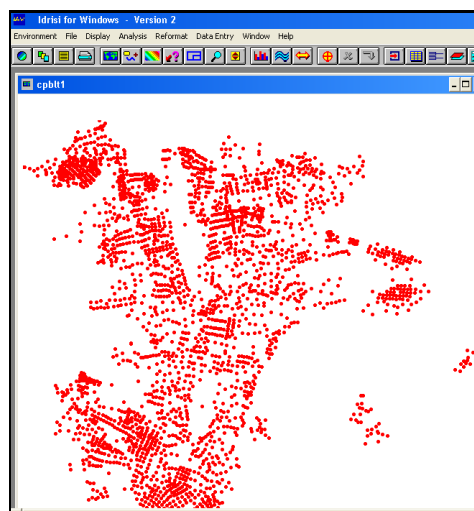 Idrisi for Windows - Version 2
Environment File Display Analysis Reformat Data Entry Window Help
cpblt1